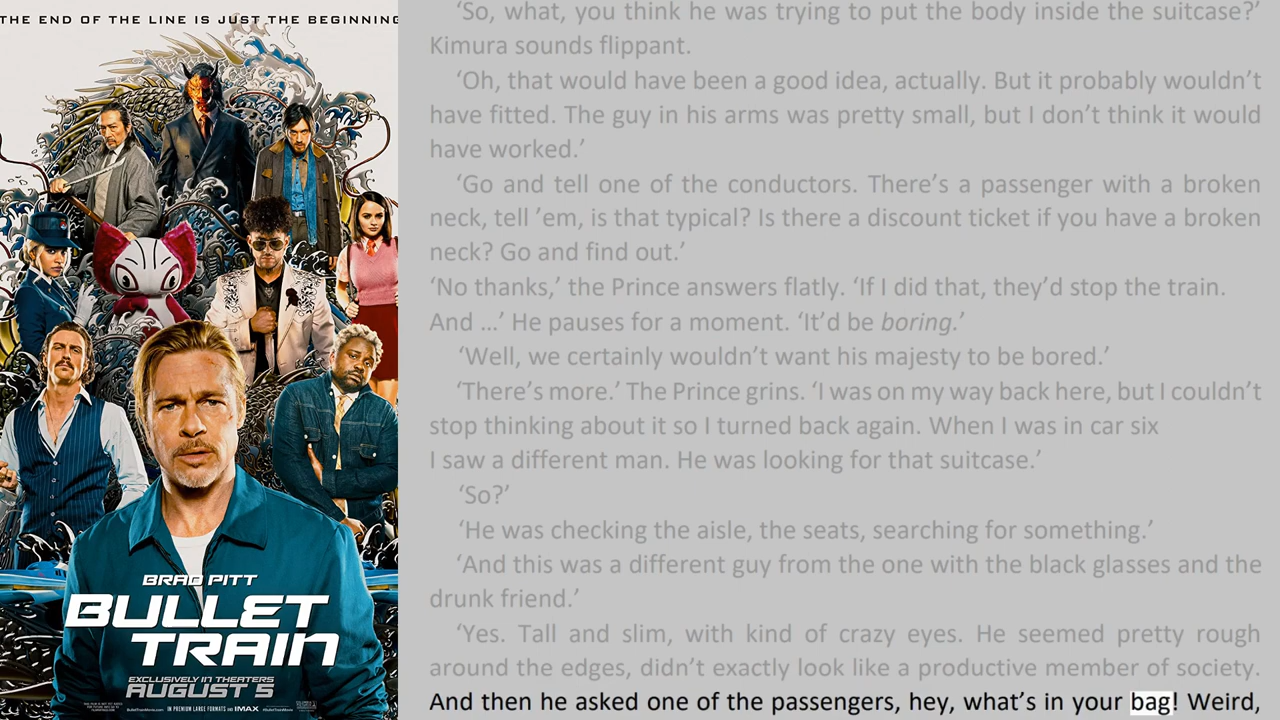 THE END OF THE LINE IS JUST THE BEGINNING
BRAD PITT
BULLET
TRAIN
EXCLUSIVELY IN THEATERS
AUGUST 5
BulletTrainMovie.com
IN PREMIUM LARGE FORMATS AND IMAX
#BulletTrainMovie
‘So, what, you think he was trying to put the body inside the suitcase?’
Kimura sounds flippant.
‘Oh, that would have been a good idea, actually. But it probably wouldn’t
have fitted. The guy in his arms was pretty small, but I don’t think it would
have worked.’
‘Go and tell one of the conductors. There’s a passenger with a broken
neck, tell ’em, is that typical? Is there a discount ticket if you have a broken
neck? Go and find out.’
‘No thanks,’ the Prince answers flatly. ‘If I did that, they’d stop the train.
And …’ He pauses for a moment. ‘It’d be boring.’
‘Well, we certainly wouldn’t want his majesty to be bored.’
‘There’s more.’ The Prince grins. ‘I was on my way back here, but I couldn’t
stop thinking about it so I turned back again. When I was in car six
I saw a different man. He was looking for that suitcase.’
‘So?’
‘He was checking the aisle, the seats, searching for something.’
‘And this was a different guy from the one with the black glasses and the
drunk friend.’
‘Yes. Tall and slim, with kind of crazy eyes. He seemed pretty rough
around the edges, didn’t exactly look like a productive member of society.
And then he asked one of the passengers, hey, what’s in your bag! Weird,